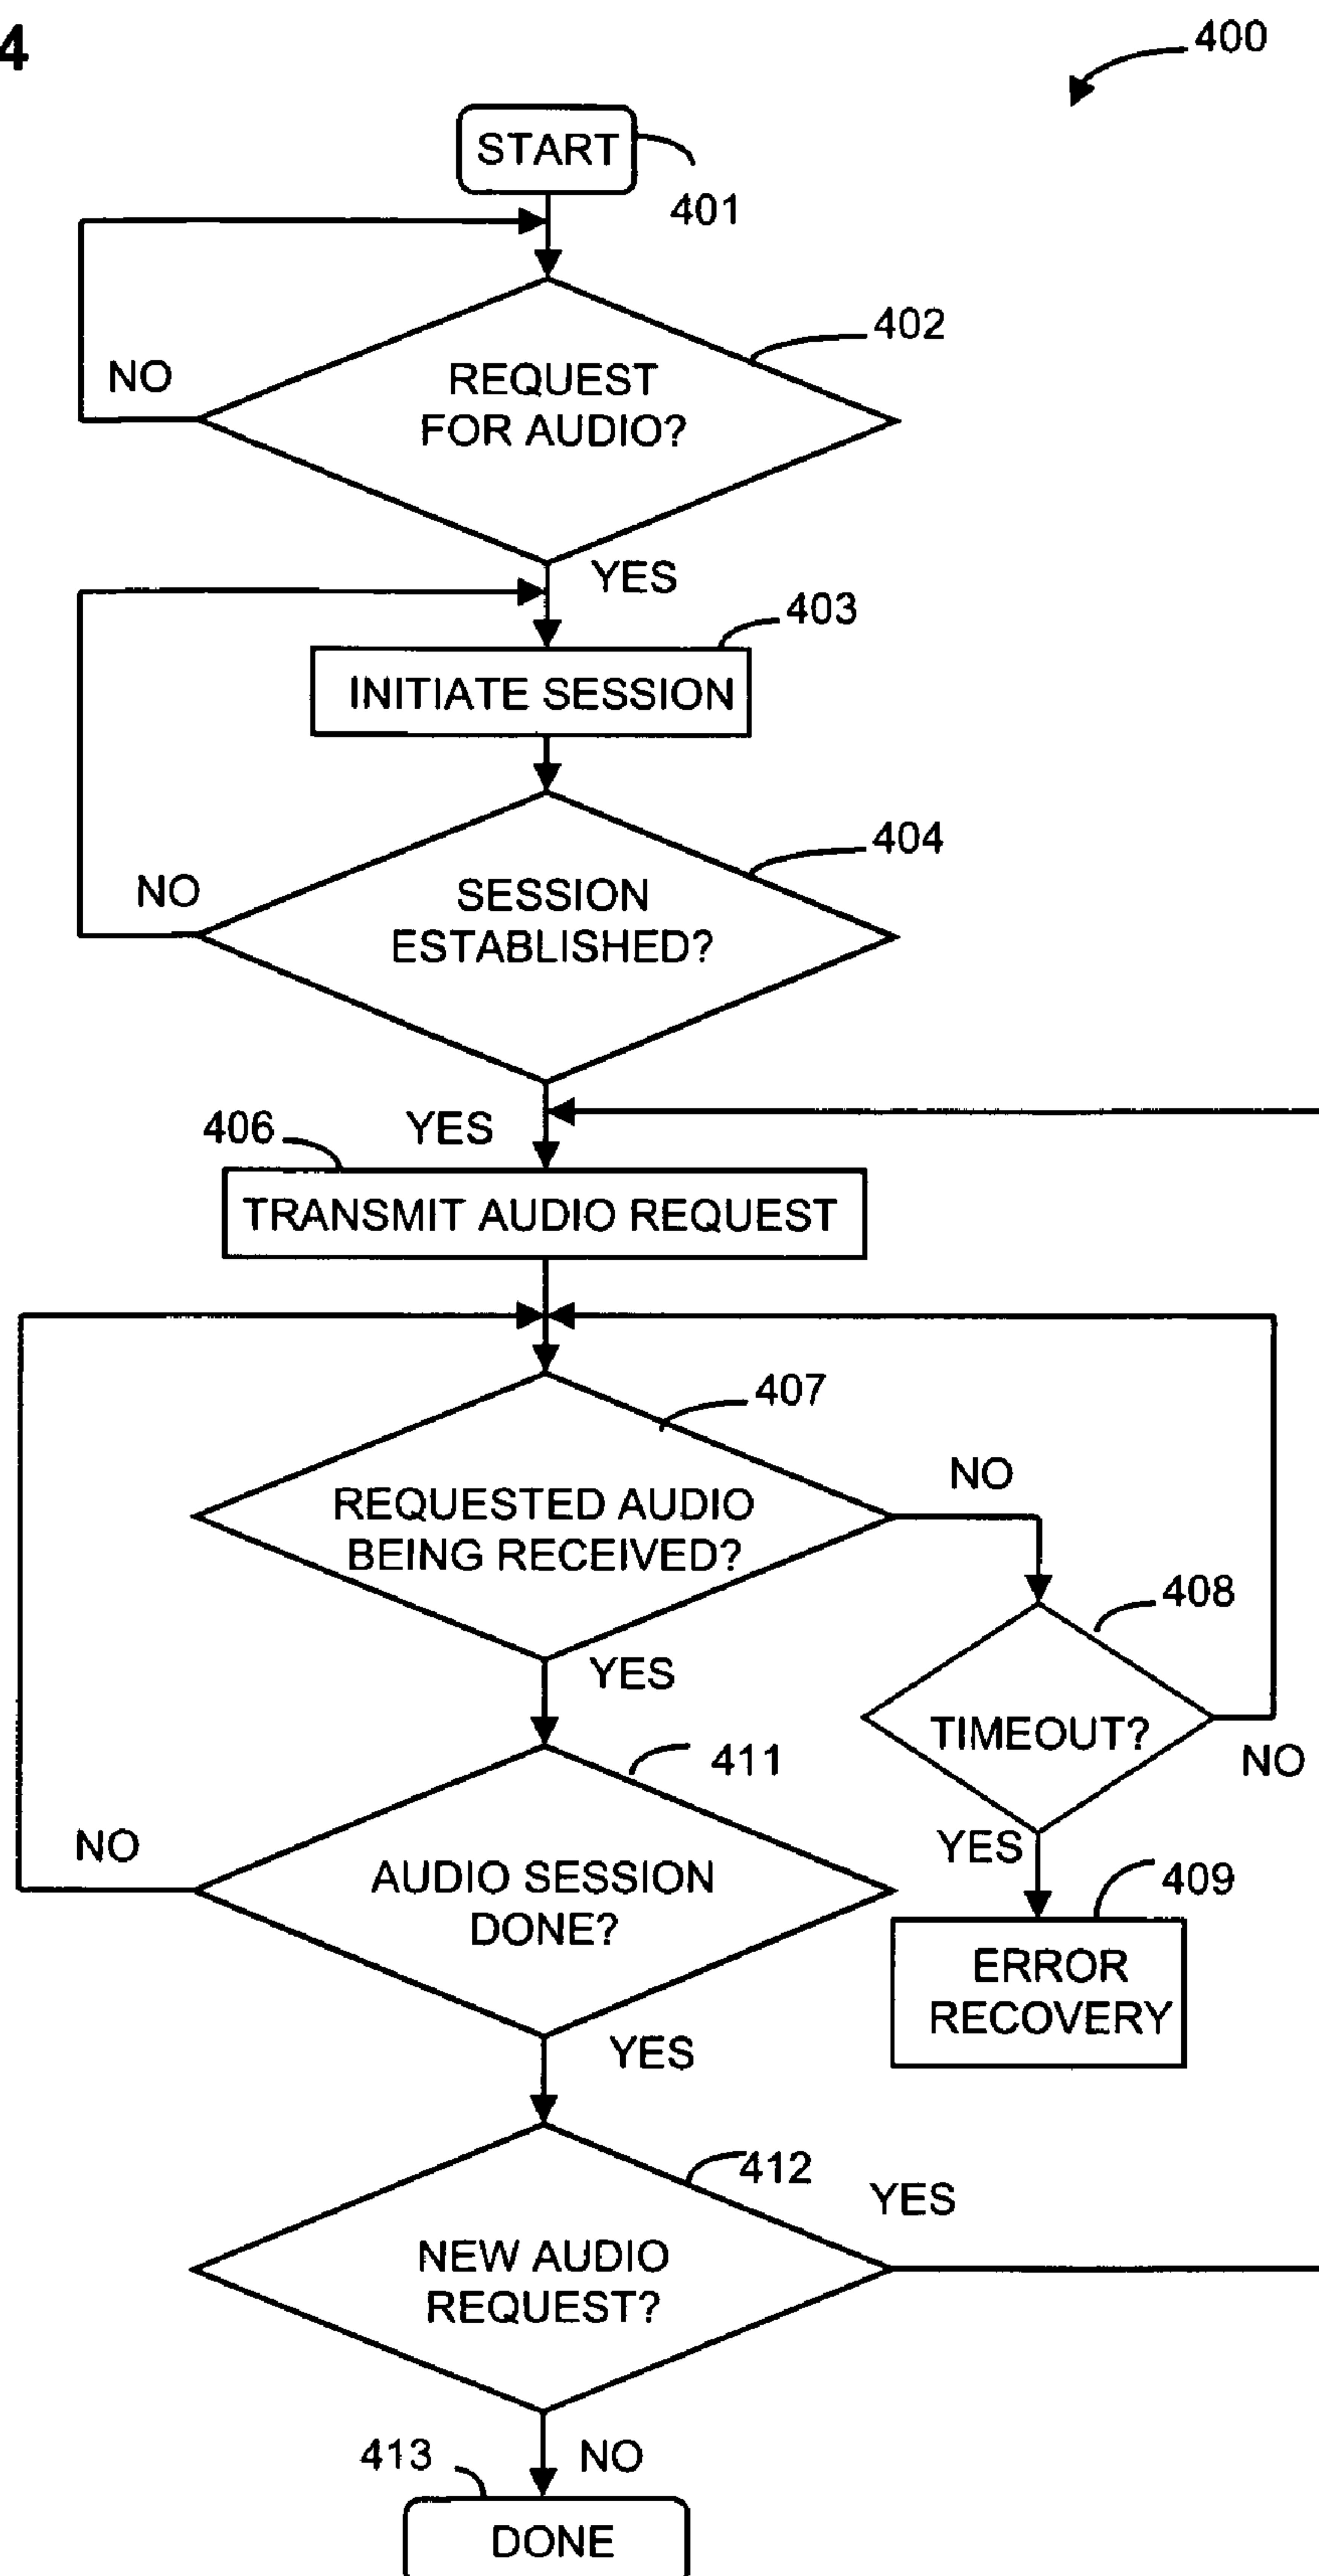 4
400
START
401
402
NO
REQUEST
FOR AUDIO?
YES
403
INITIATE SESSION
404
NO
SESSION
ESTABLISHED?
406
YES
TRANSMIT AUDIO REQUEST
407
NO
REQUESTED AUDIO
BEING RECEIVED?
408
YES
TIMEOUT?
NO
411
NO
YES
AUDIO SESSION
DONE?
409
ERROR
RECOVERY
YES
412
YES
NEW AUDIO
REQUEST?
413
NO
DONE